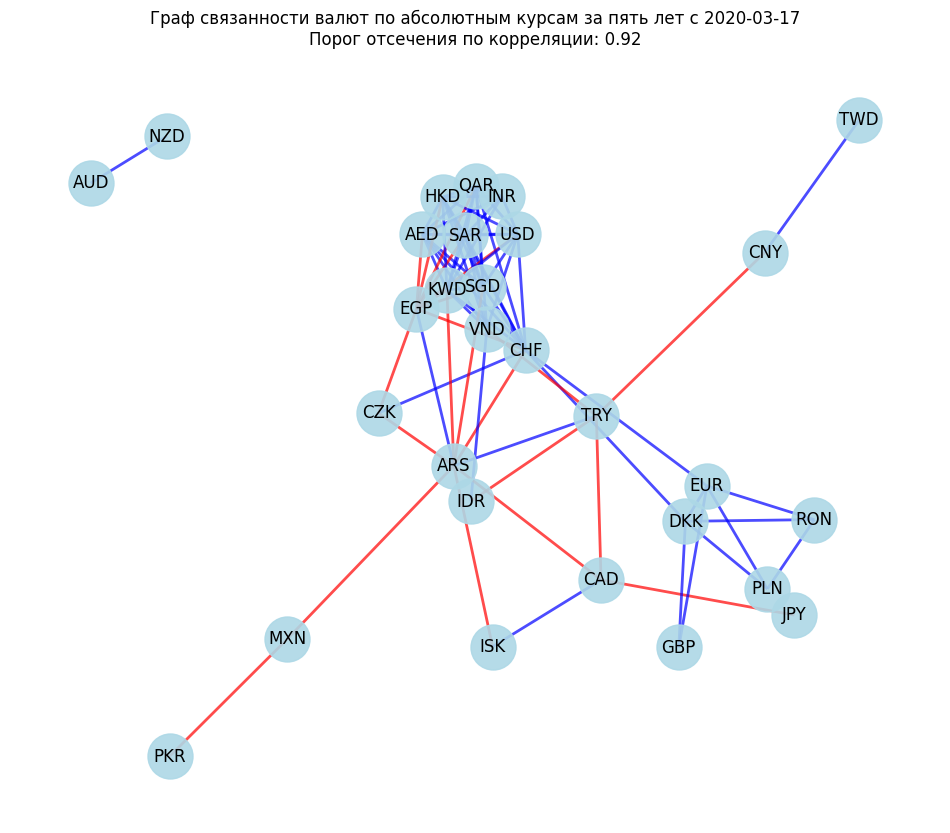 Граф связанности валют по абсолютным курсам за пять лет с 2020-03-17
Порог отсечения по корреляции: 0.92
TWD
NZD
AUD
QAR
HKD
INR
AED
SAR
USD
CNY
KWD
SGD
EGP
VND
CHF
CZK
TRY
ARS
EUR
IDR
DKK
RON
CAD
PLN
JPY
MXN
ISK
GBP
PKR